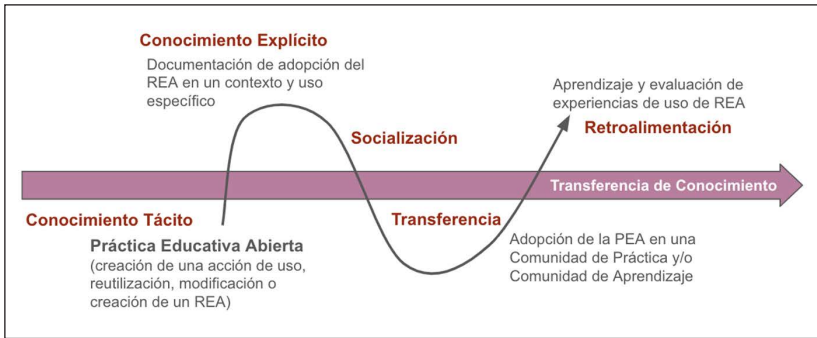 Conocimiento Explícito
Documentación de adopción del
REA en un contexto y uso
específico
Socialización
Aprendizaje y evaluación de
experiencias de uso de REA
Retroalimentación
Transferencia de Conocimiento
Conocimiento Tácito
Práctica Educativa Abierta
(creación de una acción de uso,
reutilización, modificación o
creación de un REA)
Transferencia
Adopción de la PEA en una
Comunidad de Práctica y/o
Comunidad de Aprendizaje